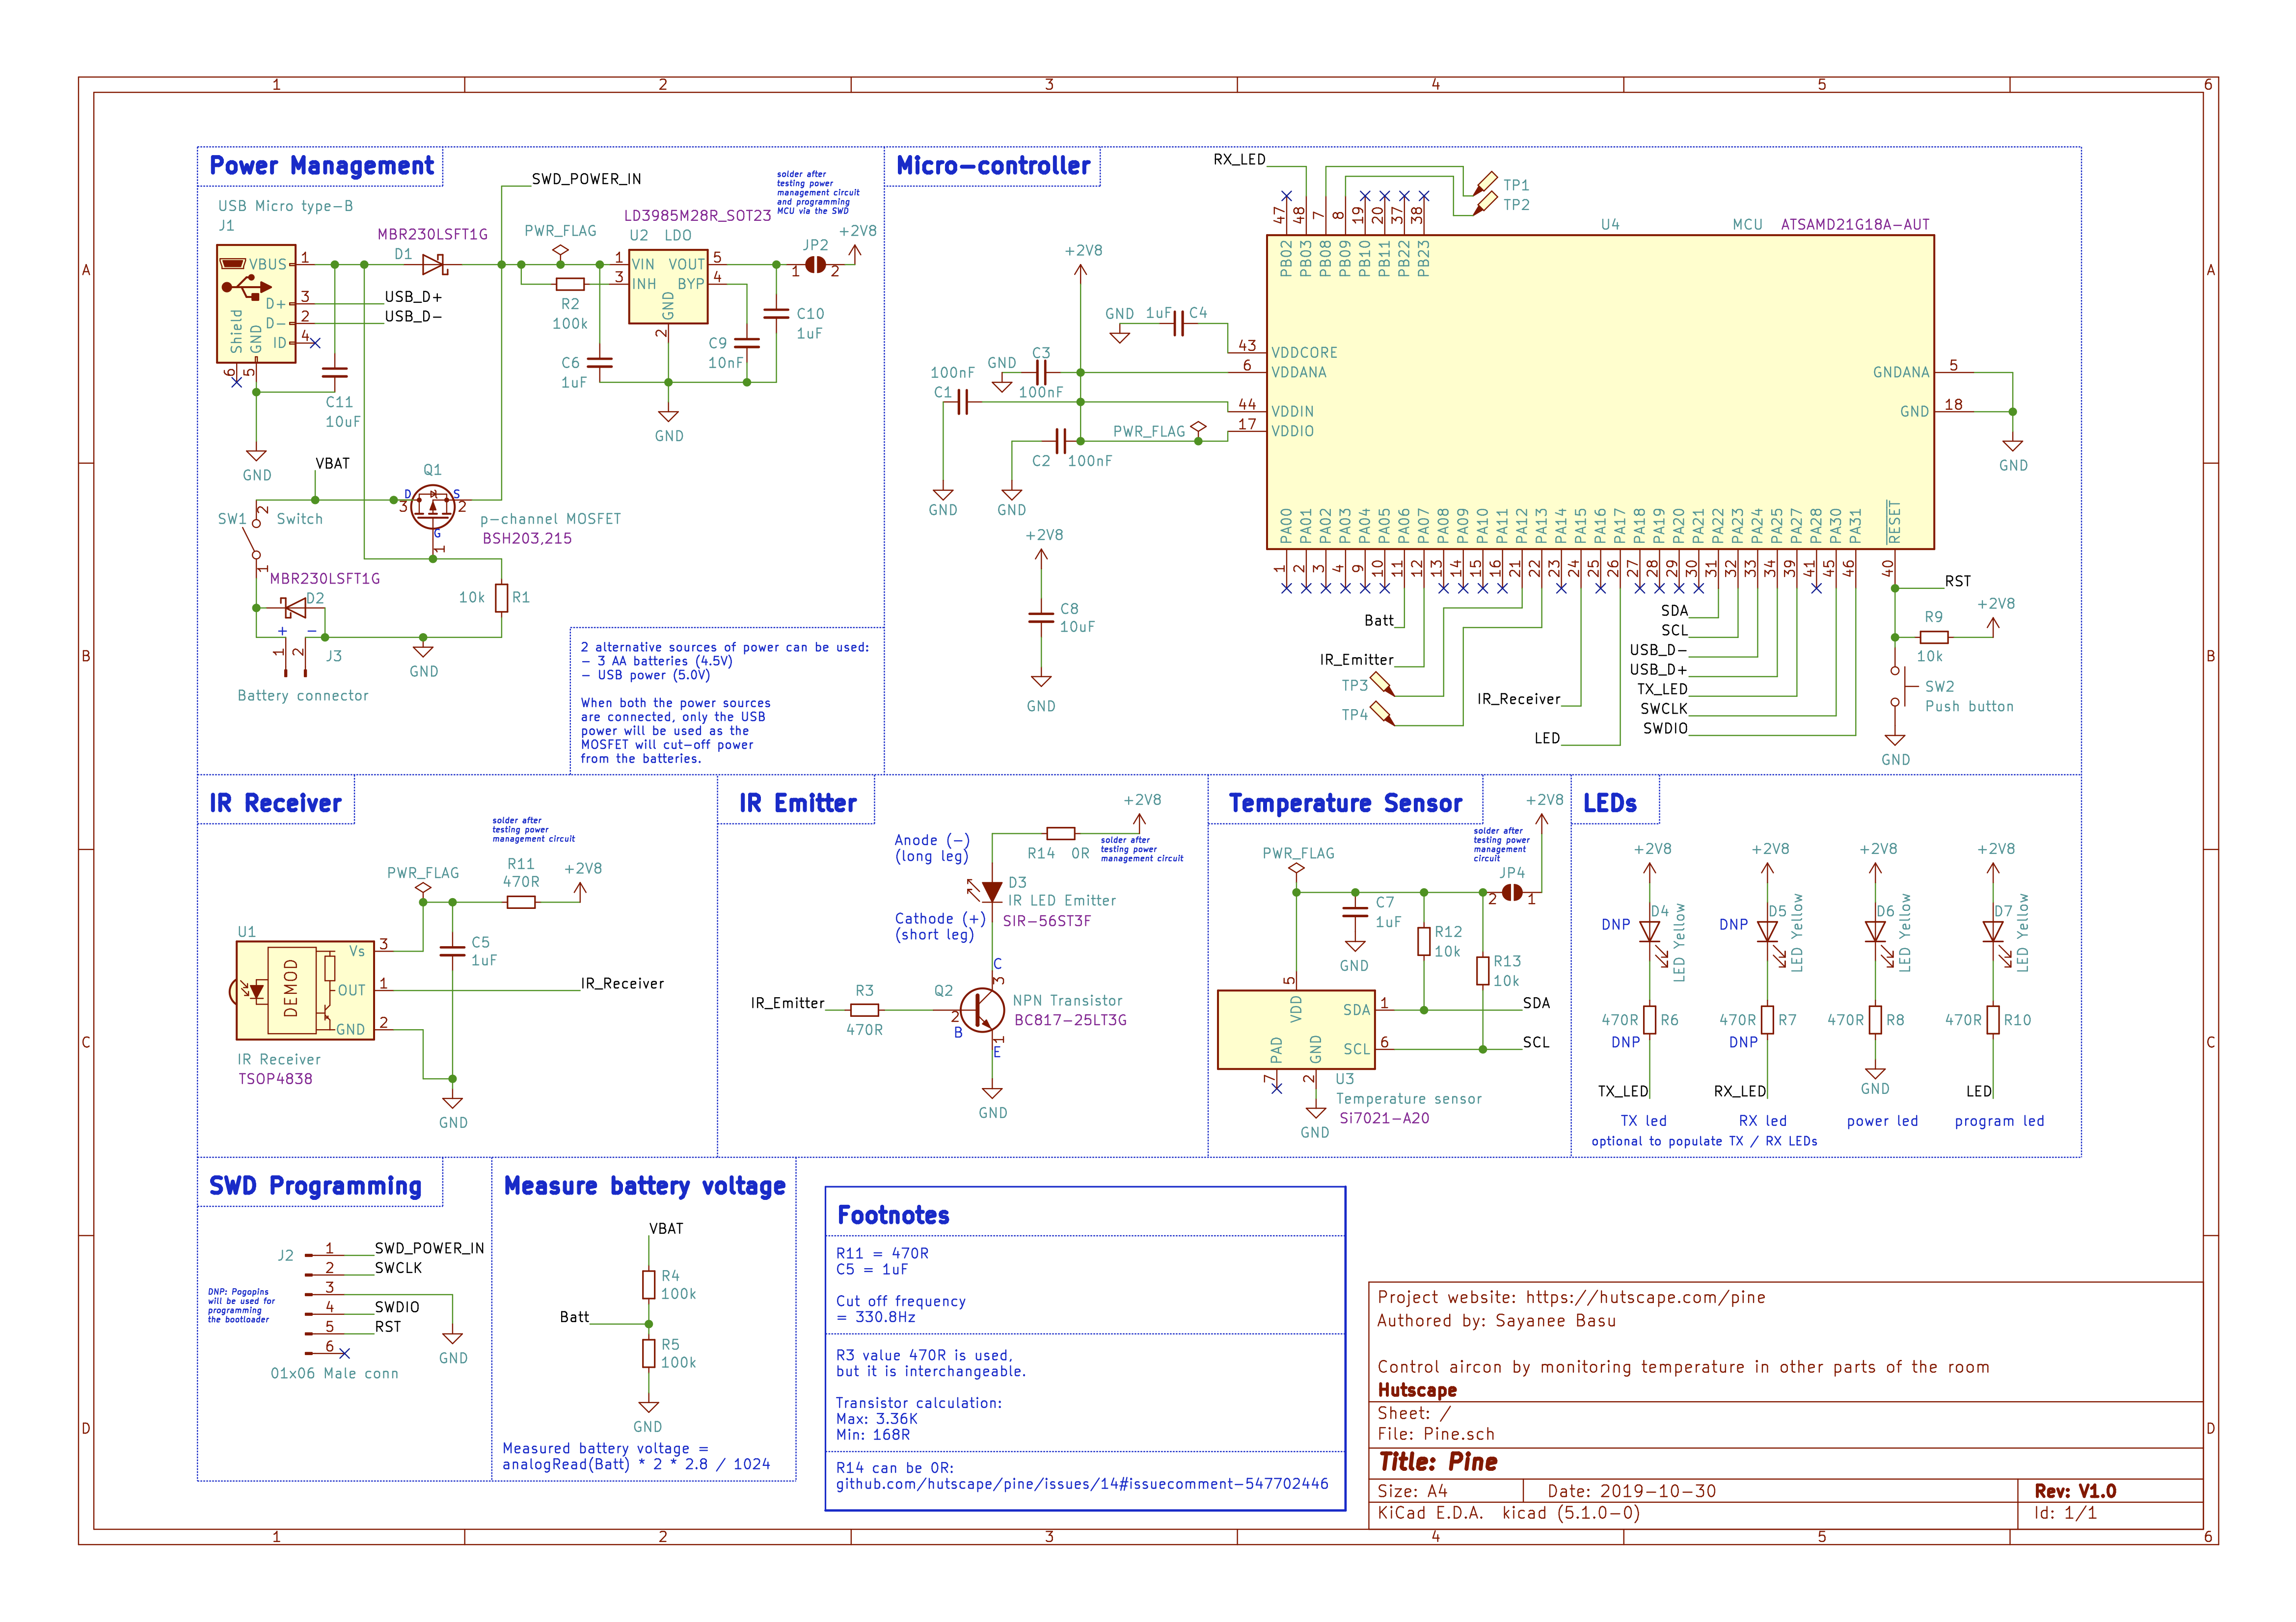 1 2 3 4 5 6
A
B
C
D
Power Management
USB Micro type-B
J1
VBUS 1
D+ 3
D- 2
ID 4
Shield 6
GND 5
USB_D+
USB_D-
C11
10uF
GND
MBR230LSFT1G
D1
SWD_POWER_IN
PWR_FLAG
R2
100k
LD3985M28R_SOT23
U2 LDO
1 VIN
3 INH
VOUT 5
BYP 4
GND 2
solder after
testing power
management circuit
and programming
MCU via the SWD
+2V8
JP2
1 2
C6
1uF
C9
10nF
C10
1uF
GND
VBAT
SW1 Switch
2
1
Q1
D S
3 2
G
1
p-channel MOSFET
BSH203,215
MBR230LSFT1G
D2
+ -
1 2
J3
Battery connector
10k R1
GND
2 alternative sources of power can be used:
- 3 AA batteries (4.5V)
- USB power (5.0V)
When both the power sources
are connected, only the USB
power will be used as the
MOSFET will cut-off power
from the batteries.
Micro-controller
RX_LED
TP1
TP2
U4 MCU ATSAMD21G18A-AUT
47 48 7 8 19 20 37 38
PB02 PB03 PB08 PB09 PB10 PB11 PB22 PB23
+2V8
GND 1uF C4
GND C3
100nF
100nF
C1
C2 100nF
PWR_FLAG
GND
GND
43 VDDCORE
6 VDDANA
44 VDDIN
17 VDDIO
GNDANA 5
GND 18
GND
+2V8
C8
10uF
GND
PA00 PA01 PA02 PA03 PA04 PA05 PA06 PA07 PA08 PA09 PA10 PA11 PA12 PA13 PA14 PA15 PA16 PA17 PA18 PA19 PA20 PA21 PA22 PA23 PA24 PA25 PA27 PA28 PA30 PA31 RESET
1 2 3 4 9 10 11 12 13 14 15 16 21 22 23 24 25 26 27 28 29 30 31 32 33 34 39 41 45 46 40
Batt
IR_Emitter
TP3
TP4
IR_Receiver
LED
SDA
SCL
USB_D-
USB_D+
TX_LED
SWCLK
SWDIO
RST
+2V8
R9
10k
SW2
Push button
GND
IR Receiver
solder after
testing power
management circuit
PWR_FLAG
R11
470R
+2V8
U1
Vs 3
OUT 1
GND 2
DEMOD
C5
1uF
IR_Receiver
IR Receiver
TSOP4838
GND
IR Emitter
+2V8
Anode (-)
(long leg)
R14 0R
solder after
testing power
management circuit
D3
IR LED Emitter
SIR-56ST3F
Cathode (+)
(short leg)
IR_Emitter
R3
470R
Q2
C
3
2
B
1
E
NPN Transistor
BC817-25LT3G
GND
Temperature Sensor
+2V8
solder after
testing power
management
circuit
PWR_FLAG
JP4
2 1
C7
1uF
GND
R12
10k
R13
10k
5
VDD
SDA 1
SCL 6
PAD
GND
7
2
SDA
SCL
U3
Temperature sensor
Si7021-A20
GND
LEDs
+2V8 +2V8 +2V8 +2V8
DNP D4 LED Yellow
DNP D5 LED Yellow
D6 LED Yellow
D7 LED Yellow
470R R6
DNP
470R R7
DNP
470R R8
470R R10
TX_LED RX_LED GND LED
TX led RX led power led program led
optional to populate TX / RX LEDs
SWD Programming
J2
1 SWD_POWER_IN
2 SWCLK
3
4 SWDIO
5 RST
6
DNP: Pogopins
will be used for
programming
the bootloader
GND
01x06 Male conn
Measure battery voltage
VBAT
R4
100k
Batt
R5
100k
GND
Measured battery voltage =
analogRead(Batt) * 2 * 2.8 / 1024
Footnotes
R11 = 470R
C5 = 1uF
Cut off frequency
= 330.8Hz
R3 value 470R is used,
but it is interchangeable.
Transistor calculation:
Max: 3.36K
Min: 168R
R14 can be 0R:
github.com/hutscape/pine/issues/14#issuecomment-547702446
Project website: https://hutscape.com/pine
Authored by: Sayanee Basu
Control aircon by monitoring temperature in other parts of the room
Hutscape
Sheet: /
File: Pine.sch
Title: Pine
Size: A4 Date: 2019-10-30 Rev: V1.0
KiCad E.D.A. kicad (5.1.0-0) Id: 1/1
A
B
C
D
1 2 3 4 5 6